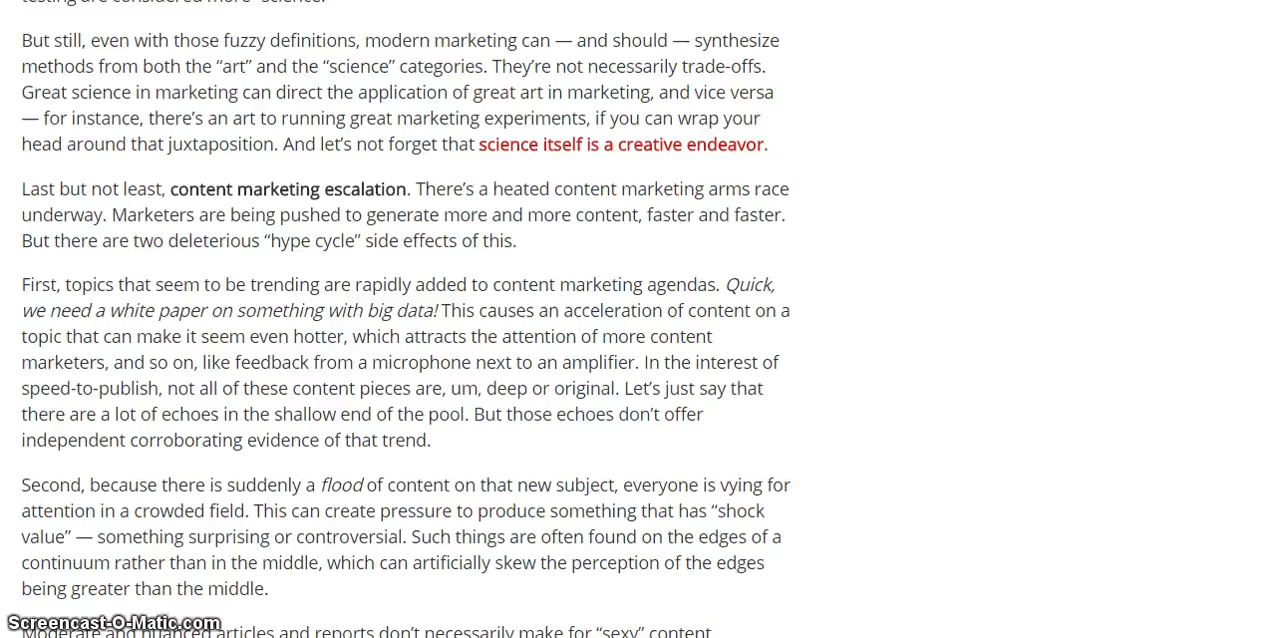 testing are considered more “science.”
But still, even with those fuzzy definitions, modern marketing can — and should — synthesize
methods from both the “art” and the “science” categories. They’re not necessarily trade-offs.
Great science in marketing can direct the application of great art in marketing, and vice versa
— for instance, there’s an art to running great marketing experiments, if you can wrap your
head around that juxtaposition. And let’s not forget that science itself is a creative endeavor.
Last but not least, content marketing escalation. There’s a heated content marketing arms race
underway. Marketers are being pushed to generate more and more content, faster and faster.
But there are two deleterious “hype cycle” side effects of this.
First, topics that seem to be trending are rapidly added to content marketing agendas. Quick,
we need a white paper on something with big data! This causes an acceleration of content on a
topic that can make it seem even hotter, which attracts the attention of more content
marketers, and so on, like feedback from a microphone next to an amplifier. In the interest of
speed-to-publish, not all of these content pieces are, um, deep or original. Let’s just say that
there are a lot of echoes in the shallow end of the pool. But those echoes don’t offer
independent corroborating evidence of that trend.
Second, because there is suddenly a flood of content on that new subject, everyone is vying for
attention in a crowded field. This can create pressure to produce something that has “shock
value” — something surprising or controversial. Such things are often found on the edges of a
continuum rather than in the middle, which can artificially skew the perception of the edges
being greater than the middle.
Screencast-O-Matic.com
Moderate and nuanced articles and reports don’t necessarily make for “sexy” content